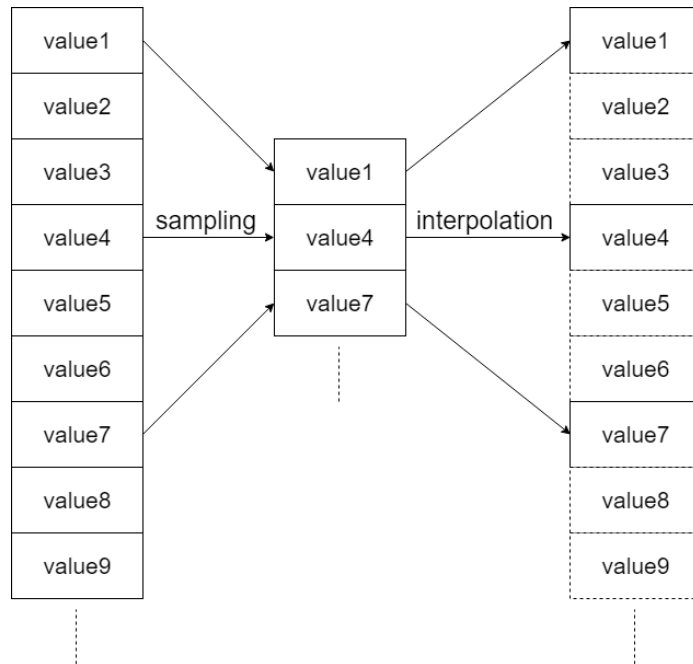 value1
value2
value3
value4
value5
value6
value7
value8
value9
sampling
value1
value4
value7
interpolation
value1
value2
value3
value4
value5
value6
value7
value8
value9